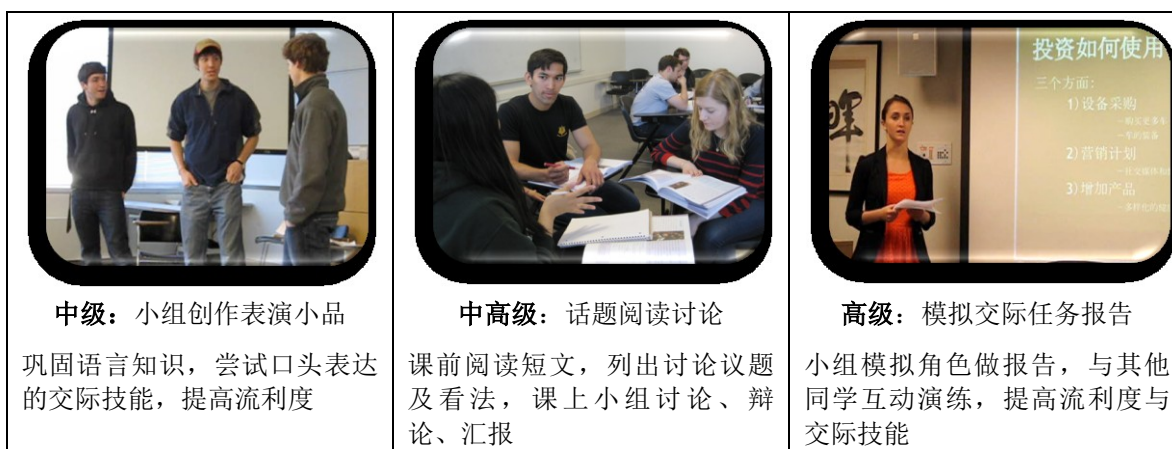 投资如何使用
三个方面:
1)设备采购
2)营销计划
3)增加产品
中级：小组创作表演小品
巩固语言知识，尝试口头表达
的交际技能，提高流利度
中高级：话题阅读讨论
课前阅读短文，列出讨论议题
及看法，课上小组讨论、辩
论、汇报
高级：模拟交际任务报告
小组模拟角色做报告，与其他
同学互动演练，提高流利度与
交际技能